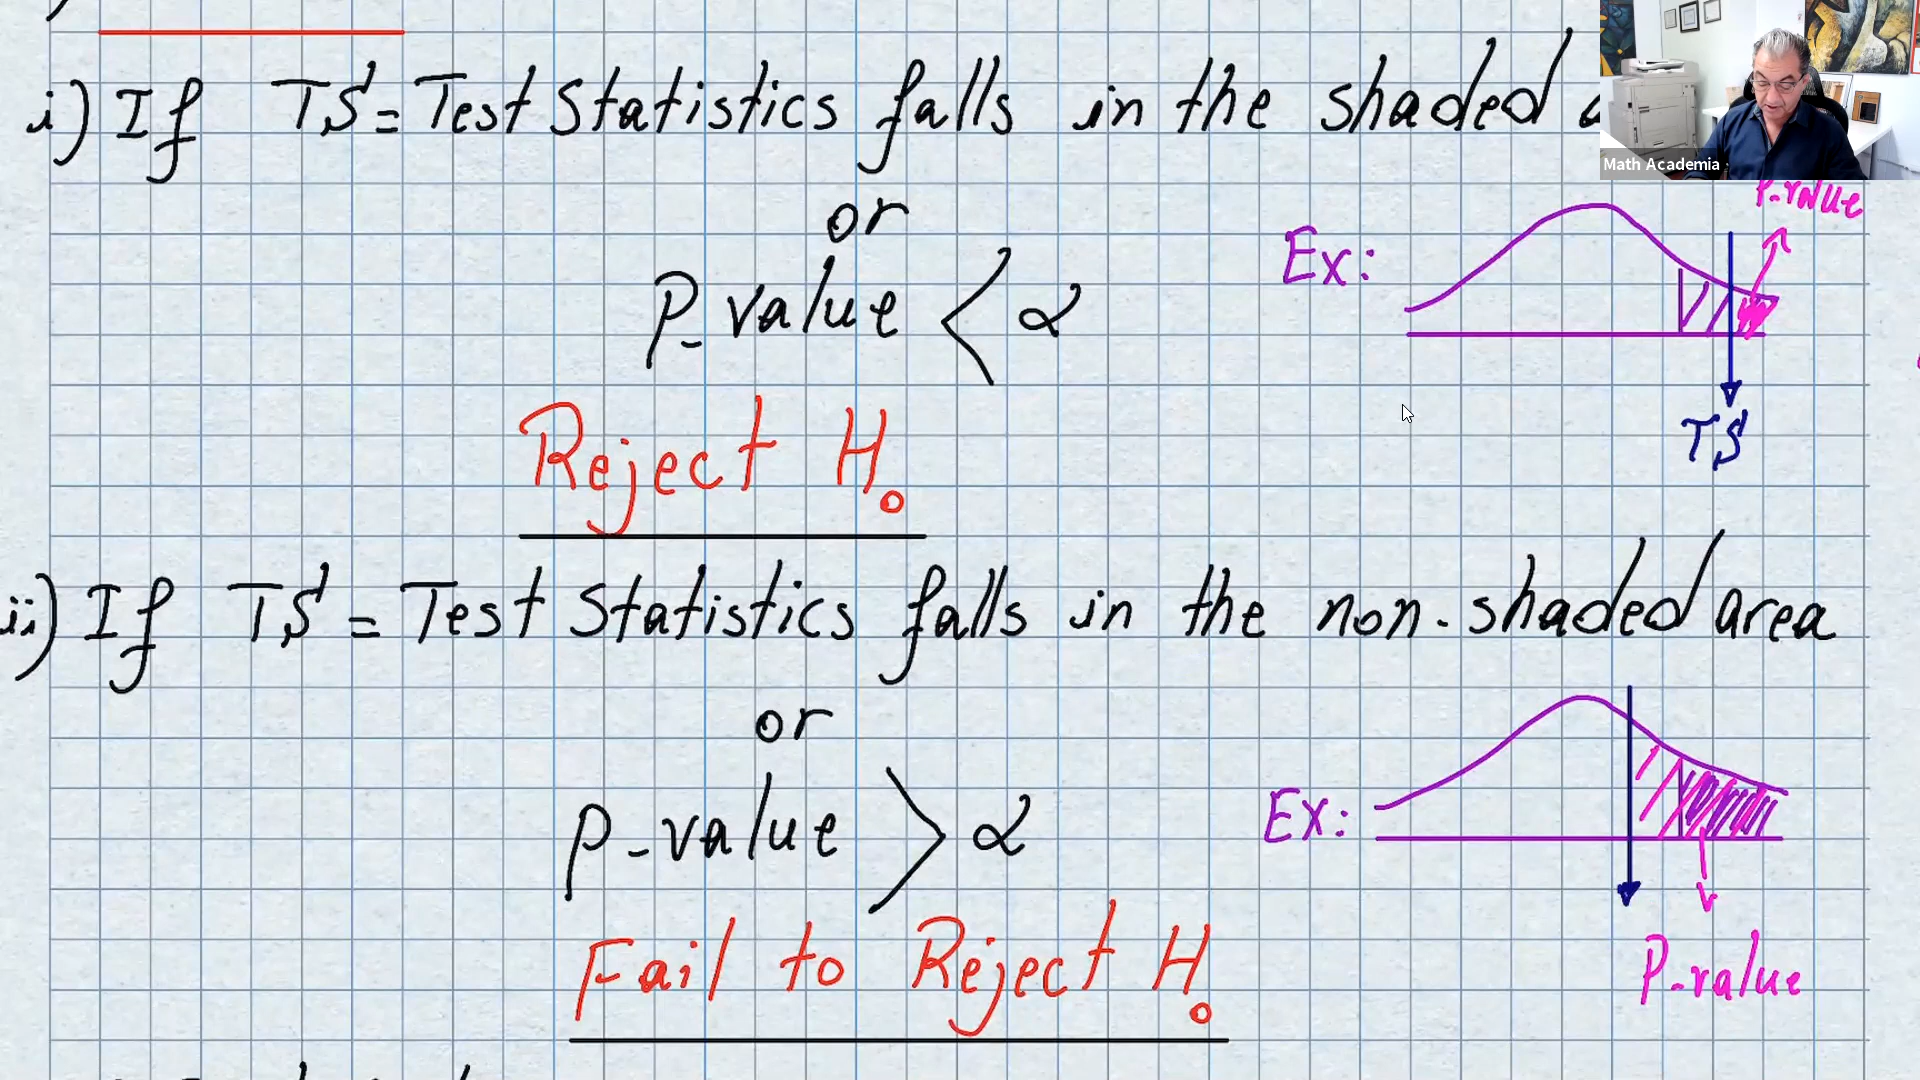 i) If TS = Test Statistics falls in the shaded
Math Academia
or
P-value
Ex:
P-value < α
TS
Reject H₀
ii) If TS = Test Statistics falls in the non-shaded area
or
Ex:
P-value > α
P-value
Fail to Reject H₀